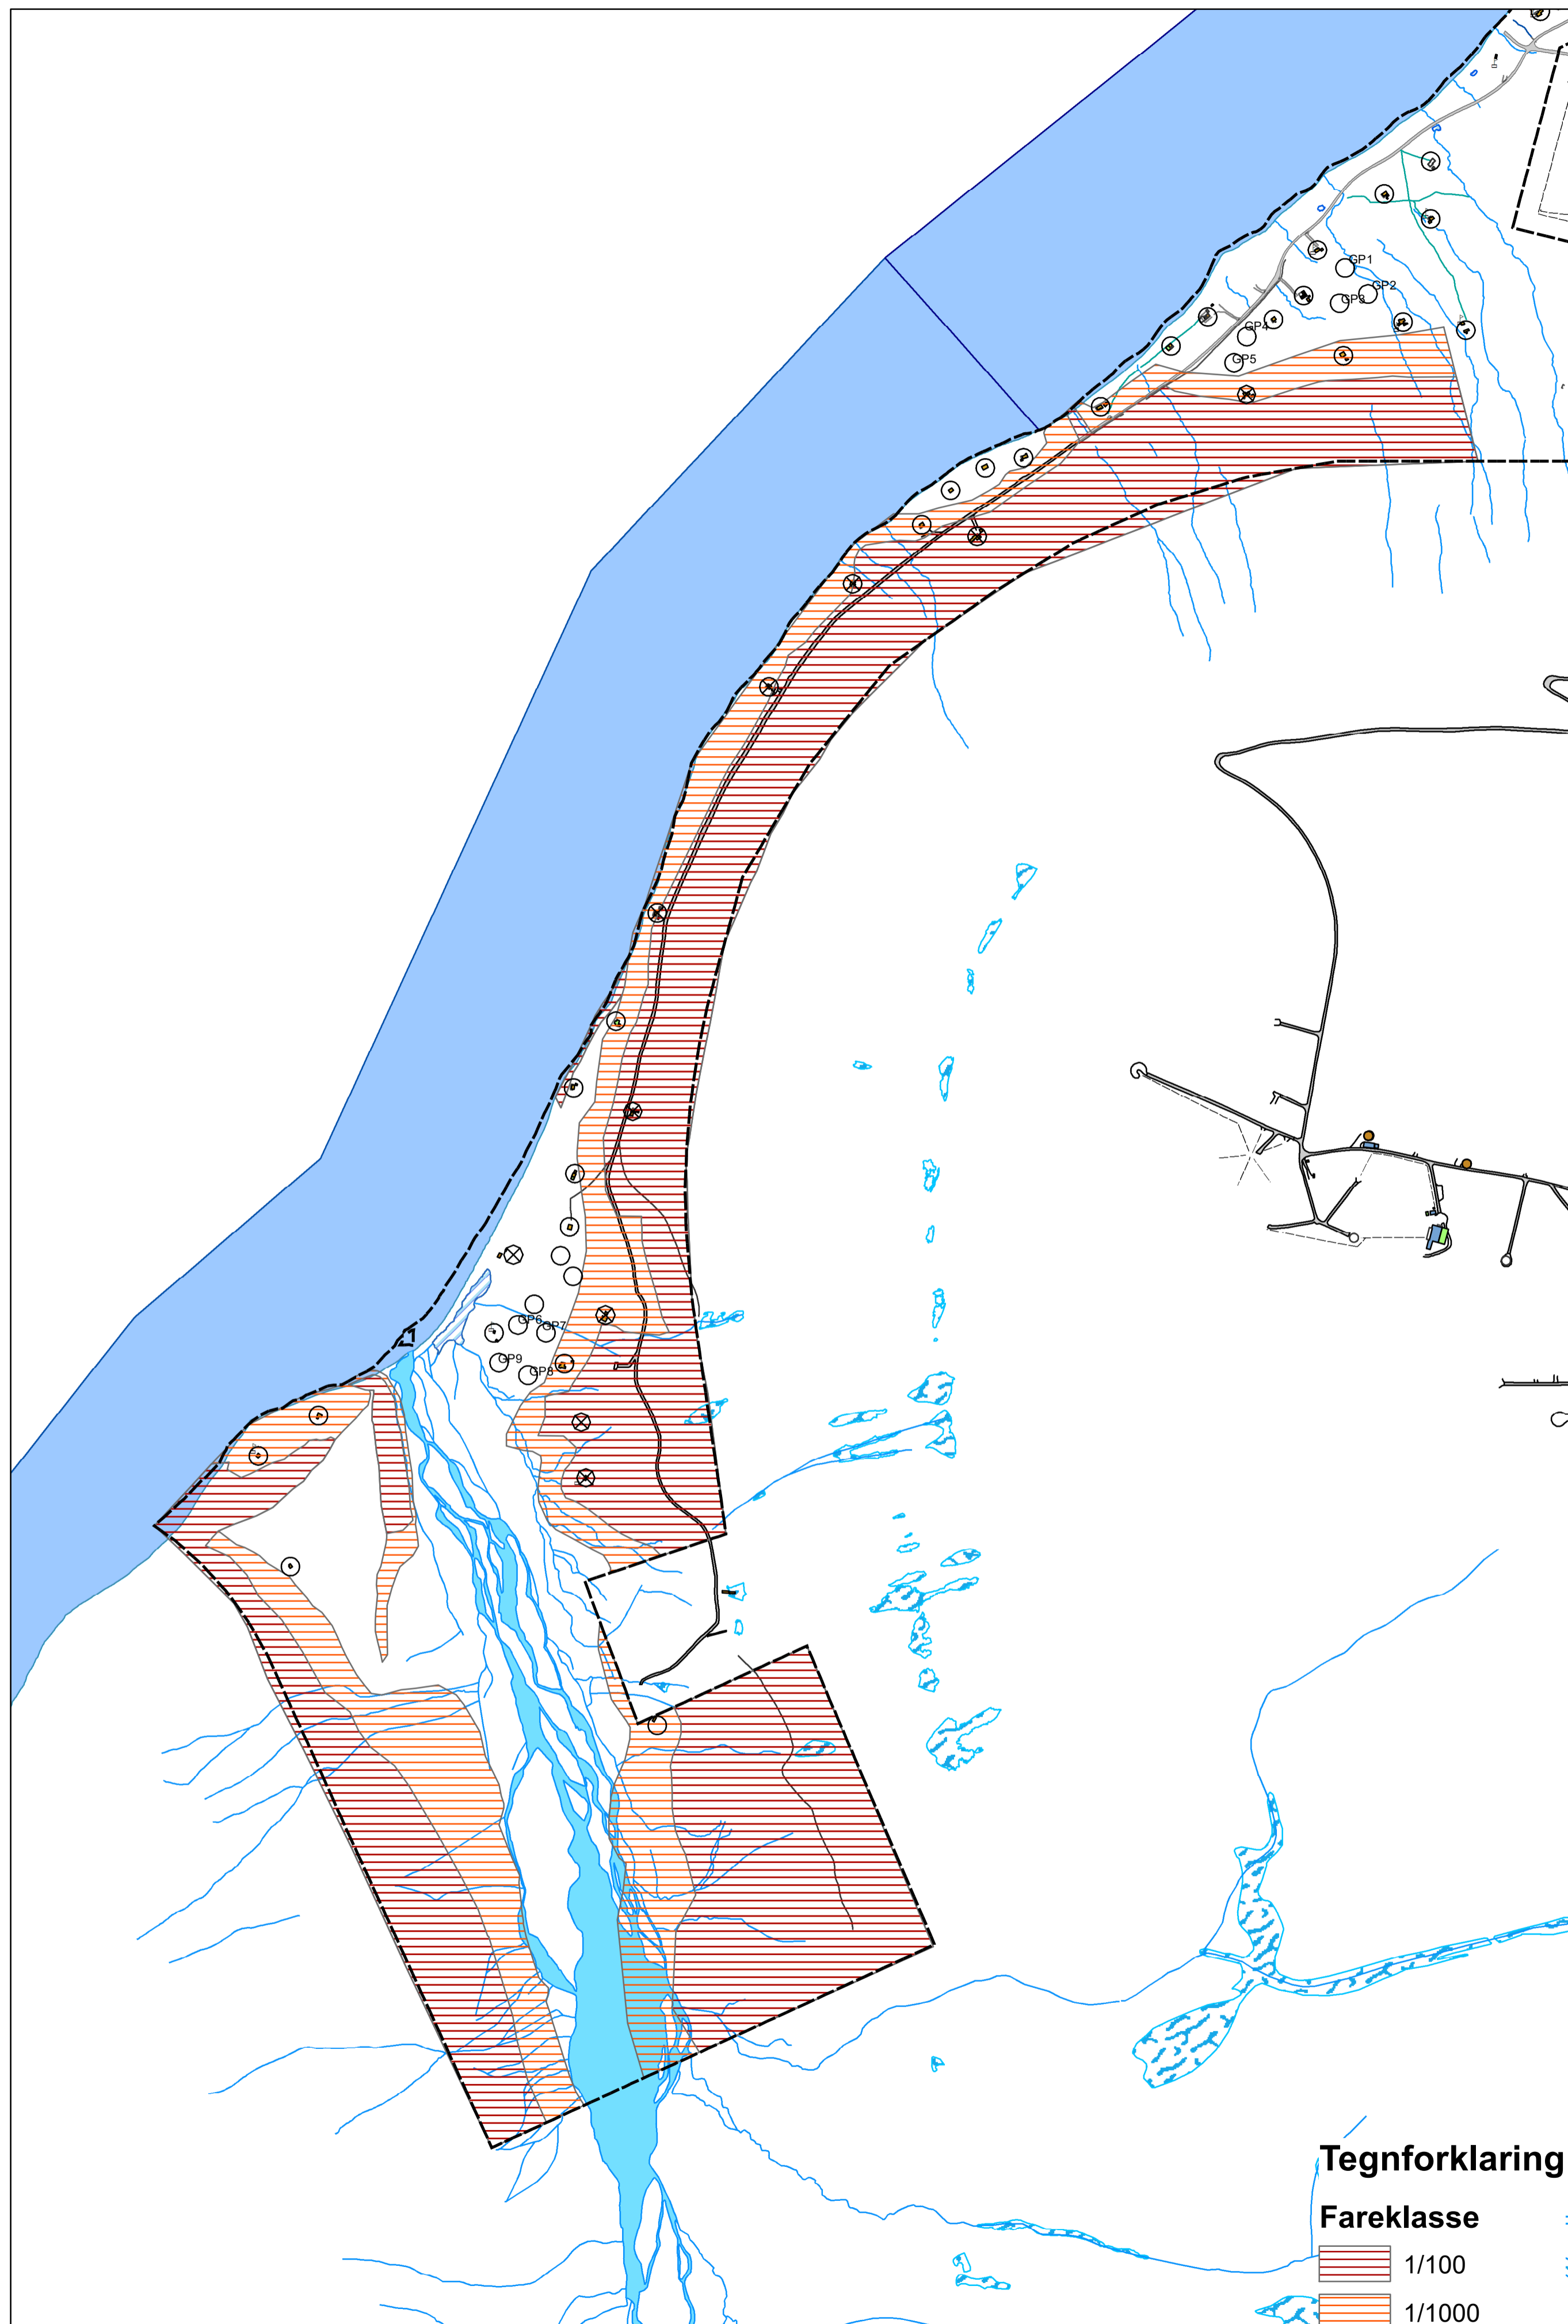 GP1
GP2
GP3
GP4
GP5
GP6
GP7
GP9
GP8
Tegnforklaring
Fareklasse
1/100
1/1000